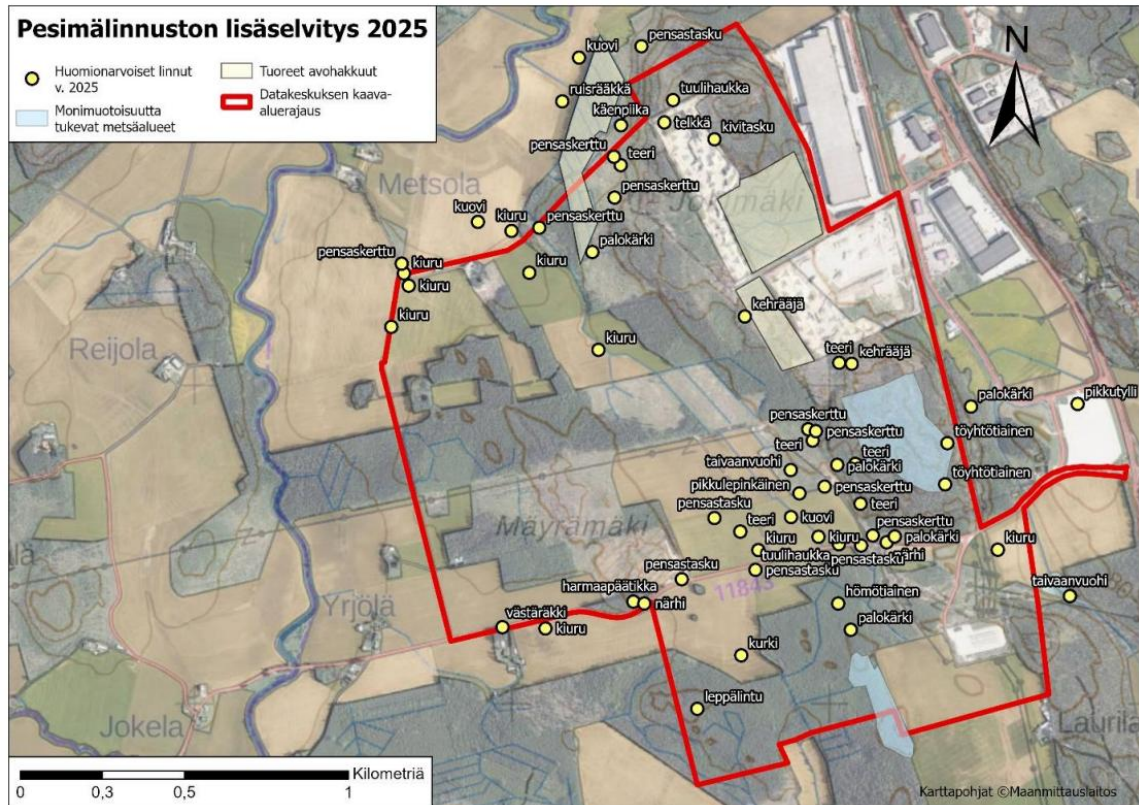 Pesimälinnuston lisäselvitys 2025
Huomionarvoiset linnut
v. 2025
Tuoreet avohakkuut
Monimuotoisuutta
tukevat metsäalueet
Datakeskuksen kaava-
aluerajaus
N
pensastasku
kuovi
ruisrääkkä
tuulihaukka
käenpiika
telkkä
kivitasku
pensaskerttu
teeri
Metsola
pensaskerttu
Jokimäki
kuovi
kiuru
pensaskerttu
palokärki
pensaskerttu
kiuru
kiuru
kiuru
kiuru
kehrääjä
Reijola
kiuru
teeri
kehrääjä
palokärki
pikkutylli
pensaskerttu
pensaskerttu
teeri
töyhtötiainen
teeri
taivaanvuohi
palokärki
töyhtötiainen
pikkulepinkäinen
pensaskerttu
pensastasku
teeri
Mäyrämäki
teeri
kuovi
pensaskerttu
kiuru
kiuru
palokärki
kiuru
tuulihaukka
pensastasku
närhi
pensastasku
pensastasku
11843
harmaapäätikka
närhi
hömötiainen
taivaanvuohi
Yrjölä
västäräkki
kiuru
palokärki
kurki
leppälintu
Jokela
Laurila
Kilometriä
0
0,3
0,5
1
Karttapohjat ©Maanmittauslaitos